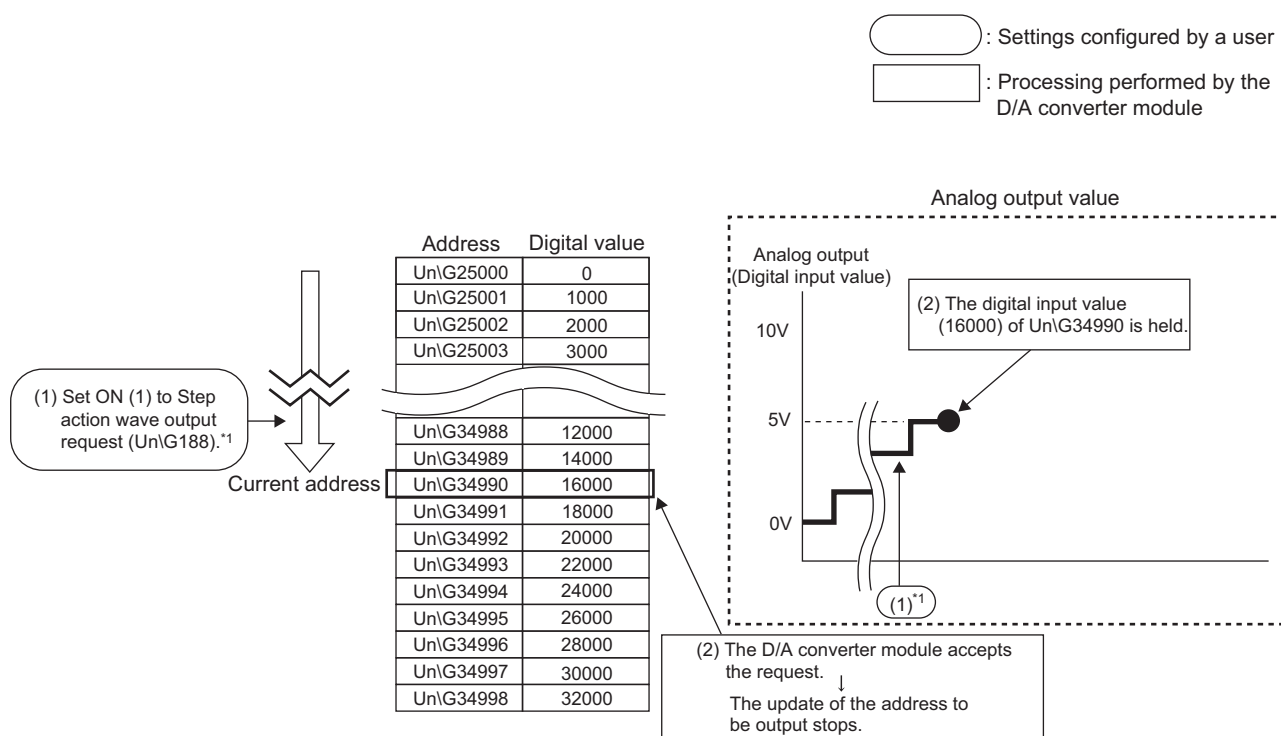 : Settings configured by a user
: Processing performed by the
D/A converter module
Analog output value
Address Digital value
Un\G25000 0
Un\G25001 1000
Un\G25002 2000
Un\G25003 3000
Un\G34988 12000
Un\G34989 14000
Un\G34990 16000
Un\G34991 18000
Un\G34992 20000
Un\G34993 22000
Un\G34994 24000
Un\G34995 26000
Un\G34996 28000
Un\G34997 30000
Un\G34998 32000
(1) Set ON (1) to Step
action wave output
request (Un\G188).*1
Current address
Analog output
(Digital input value)
10V
5V
0V
(2) The digital input value
(16000) of Un\G34990 is held.
(1)*1
(2) The D/A converter module accepts
the request.
↓
The update of the address to
be output stops.